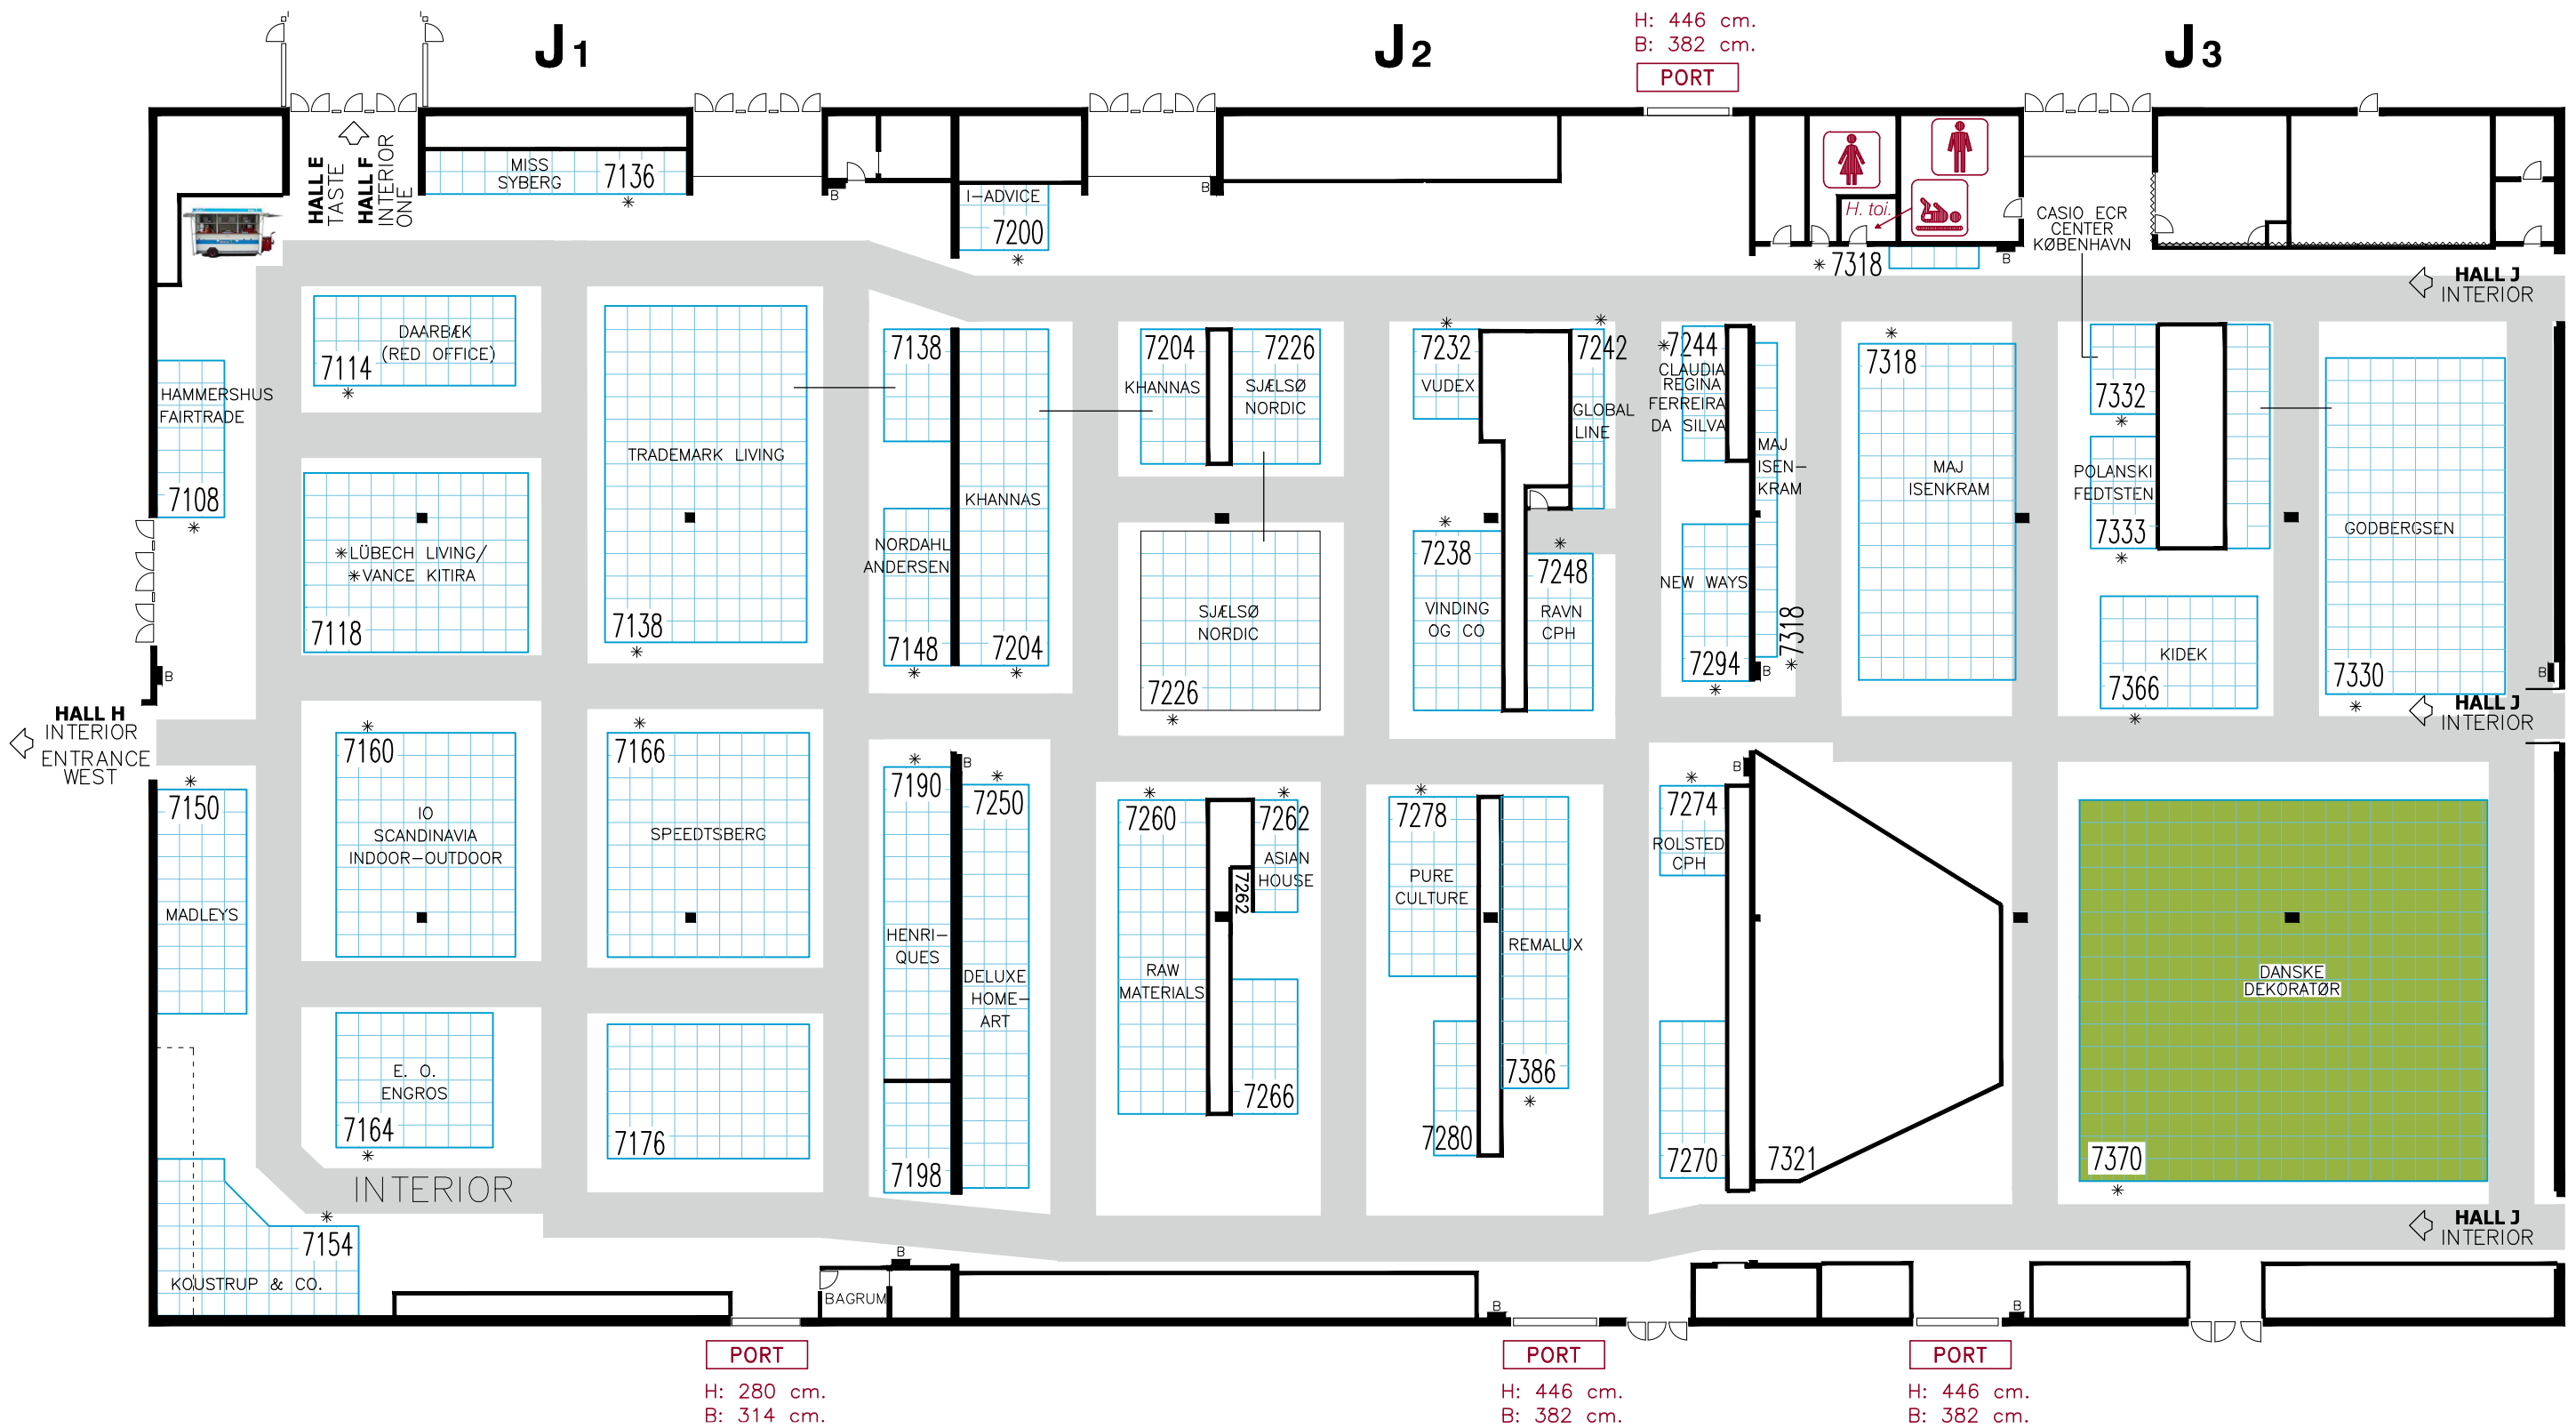 J1
J2
J3
H: 446 cm.
B: 382 cm.
PORT
HALL E
TASTE
HALL F
INTERIOR
ONE
MISS
SYBERG
7136
B
I-ADVICE
7200
B
H. toi.
CASIO ECR
CENTER
KØBENHAVN
7318
B
HALL J
INTERIOR
DAARBÆK
(RED OFFICE)
7114
HAMMERSHUS
FAIRTRADE
7108
LÜBECH LIVING/
VANCE KITIRA
7118
TRADEMARK LIVING
7138
7138
NORDAHL
ANDERSEN
7148
KHANNAS
7204
7204
KHANNAS
7226
SJÆLSØ
NORDIC
SJÆLSØ
NORDIC
7226
7232
VUDEX
7242
GLOBAL
LINE
7238
VINDING
OG CO
7248
RAVN
CPH
7244
CLAUDIA
REGINA
FERREIRA
DA SILVA
MAJ
ISEN-
KRAM
NEW WAYS
7294
7318
B
7318
MAJ
ISENKRAM
7332
POLANSKI
FEDTSTEN
7333
KIDEK
7366
GODBERGSEN
7330
B
B
HALL H
INTERIOR
ENTRANCE
WEST
HALL J
INTERIOR
7150
MADLEYS
7160
IO
SCANDINAVIA
INDOOR-OUTDOOR
7166
SPEEDTSBERG
7190
HENRI-
QUES
B
7250
DELUXE
HOME-
ART
7260
RAW
MATERIALS
7262
ASIAN
HOUSE
7262
7266
7278
PURE
CULTURE
REMALUX
7386
7280
B
7274
ROLSTED
CPH
7270
7321
DANSKE
DEKORATØR
7370
E. O.
ENGROS
7164
7176
7198
INTERIOR
7154
KOUSTRUP & CO.
HALL J
INTERIOR
B
BAGRUM
B
B
PORT
H: 280 cm.
B: 314 cm.
PORT
H: 446 cm.
B: 382 cm.
PORT
H: 446 cm.
B: 382 cm.